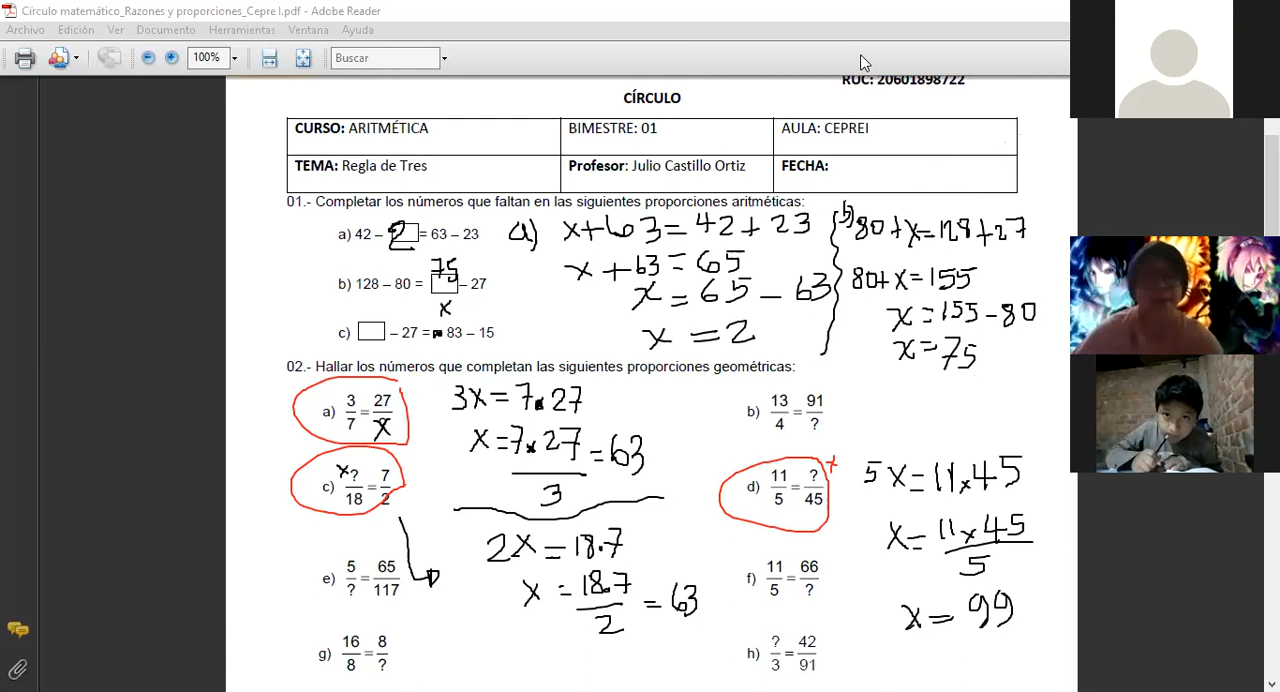 Círculo matemático_Razones y proporciones_Cepre I.pdf - Adobe Reader
Archivo Edición Ver Documento Herramientas Ventana Ayuda
100% Buscar
RUC: 20601898722
CÍRCULO
CURSO: ARITMÉTICA BIMESTRE: 01 AULA: CEPREI
TEMA: Regla de Tres Profesor: Julio Castillo Ortiz FECHA:
01.- Completar los números que faltan en las siguientes proporciones aritméticas:
a) 42 – 2 = 63 – 23
b) 128 – 80 = 75 – 27
x
c) – 27 = 83 – 15
a) x+63=42+23
x+63=65
x=65-63
x=2
b) 80+x=128+27
80+x=155
x=155-80
x=75
02.- Hallar los números que completan las siguientes proporciones geométricas:
a) 3/7 = 27/x
3x=7.27
x=7x27/3=63
b) 13/4 = 91/?
c) x?/18 = 7/2
2x=18.7
x=18.7/2=63
d) 11/5 = ?/45 x
5x=11x45
x=11x45/5
x=99
e) 5/? = 65/117
f) 11/5 = 66/?
g) 16/8 = 8/?
h) ?/3 = 42/91